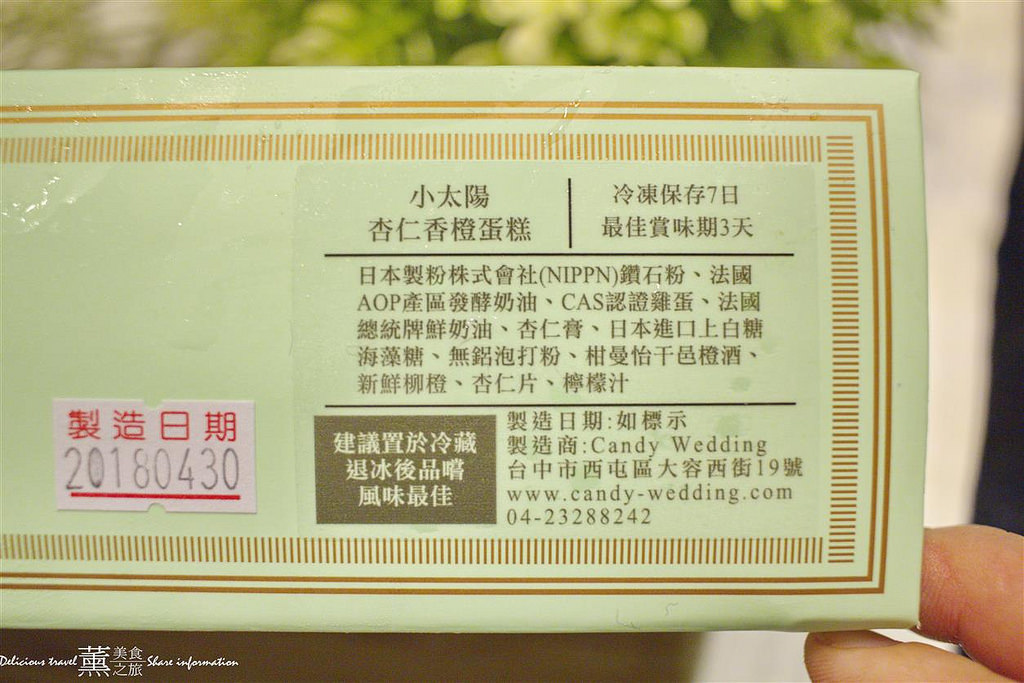 小太陽
杏仁香橙蛋糕
冷凍保存7日
最佳賞味期3天
日本製粉株式會社(NIPPN)鑽石粉、法國
AOP產區發酵奶油、CAS認證雞蛋、法國
總統牌鮮奶油、杏仁膏、日本進口上白糖
海藻糖、無鋁泡打粉、柑曼怡干邑橙酒、
新鮮柳橙、杏仁片、檸檬汁
製造日期
20180430
建議置於冷藏
退冰後品嚐
風味最佳
製造日期:如標示
製造商:Candy Wedding
台中市西屯區大容西街19號
www.candy-wedding.com
04-23288242
Delicious travel 薰 美食之旅 Share information